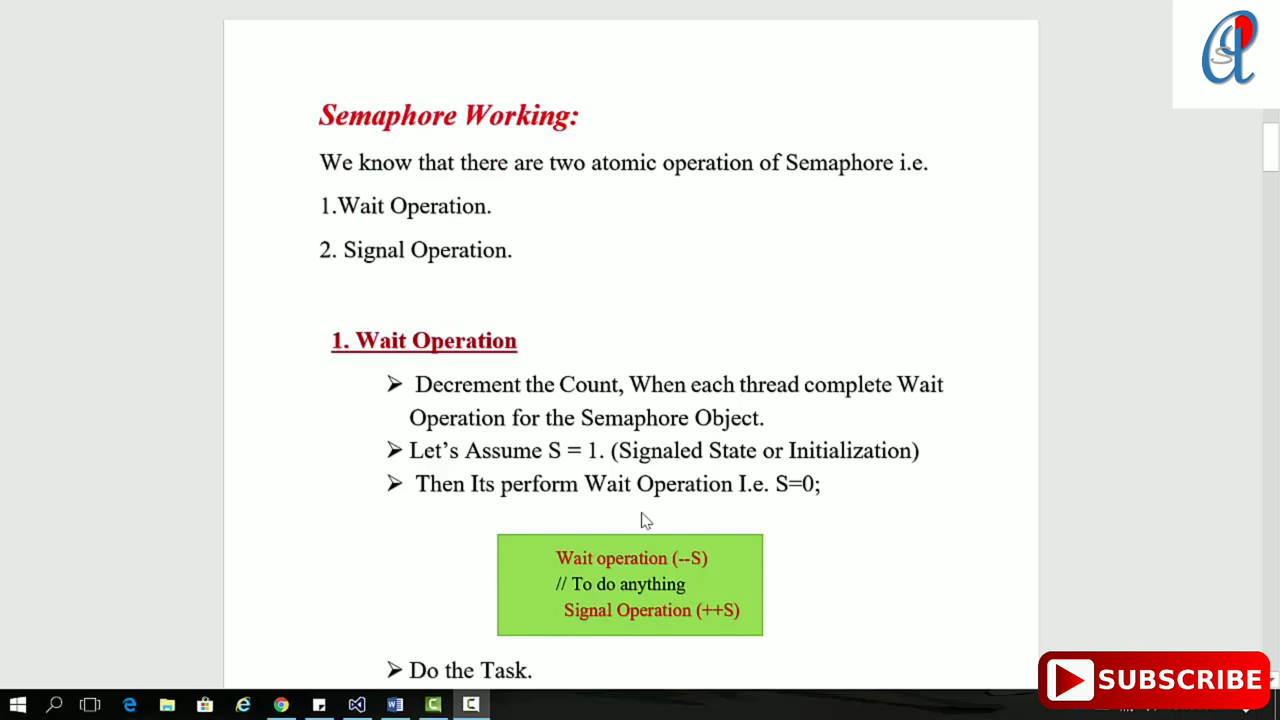 Semaphore Working:
We know that there are two atomic operation of Semaphore i.e.
1.Wait Operation.
2. Signal Operation.
1. Wait Operation
➢ Decrement the Count, When each thread complete Wait
Operation for the Semaphore Object.
➢ Let’s Assume S = 1. (Signaled State or Initialization)
➢ Then Its perform Wait Operation I.e. S=0;
Wait operation (--S)
// To do anything
Signal Operation (++S)
➢ Do the Task.
SUBSCRIBE